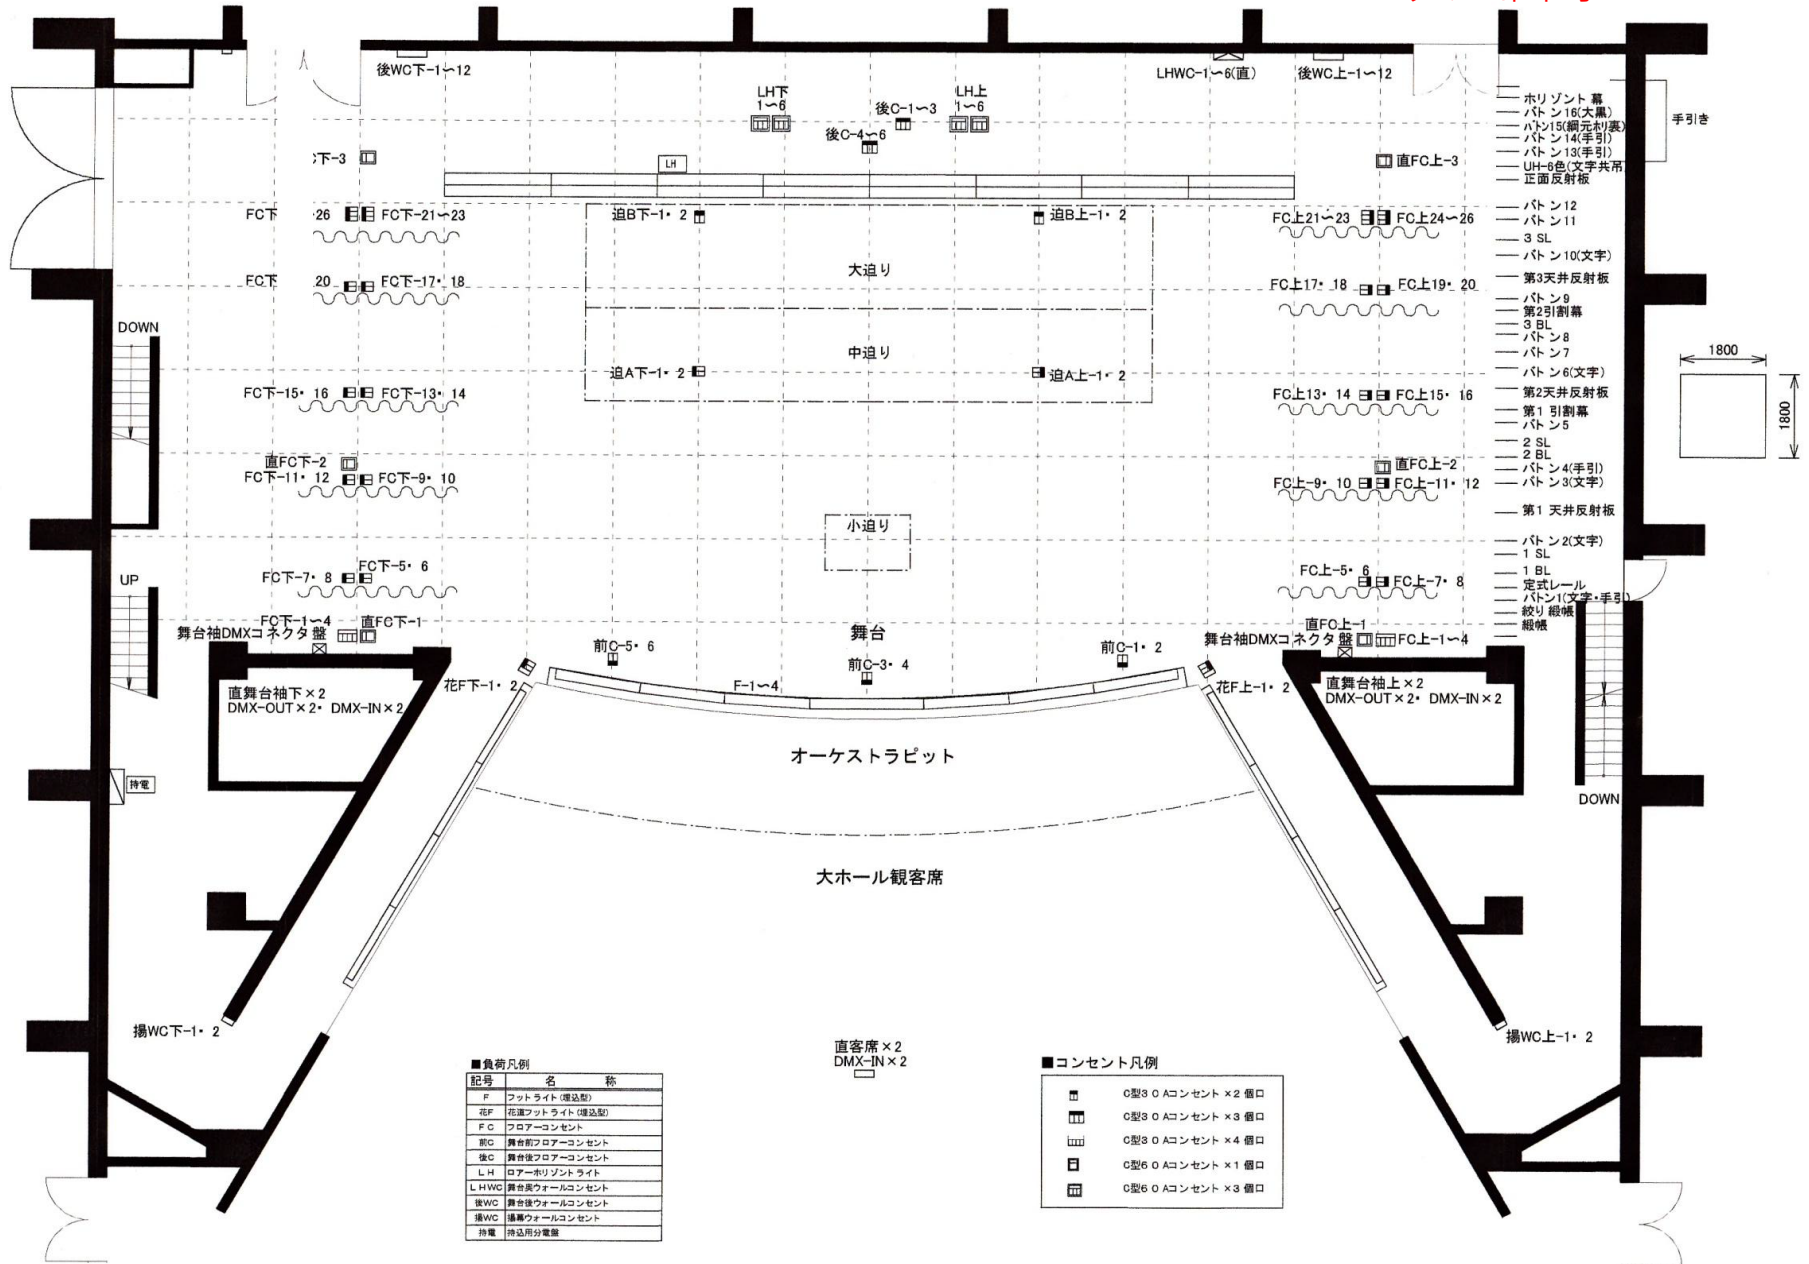 後WC下-1〜12
LHWC-1〜6(直)
後WC上-1〜12
LH下
1〜6
後C-1〜3
LH上
1〜6
後C-4〜6
下-3
LH
直FC上-3
手引き
ホリゾント幕
バトン16(大黒)
バトン15(綱元ホリ裏)
バトン14(手引)
バトン13(手引)
UH-6色(文字共吊
正面反射板
バトン12
バトン11
3 SL
バトン10(文字)
第3天井反射板
バトン9
第2引割幕
3 BL
バトン8
バトン7
バトン6(文字)
第2天井反射板
第1 引割幕
バトン5
2 SL
2 BL
バトン4(手引)
バトン3(文字)
第1 天井反射板
バトン2(文字)
1 SL
1 BL
定式レール
バトン1(文字・手引)
絞り緞帳
緞帳
1800
1800
FC下
26
FC下-21〜23
迫B下-1・2
迫B上-1・2
FC上21〜23
FC上24〜26
大迫り
FC下
20
FC下-17・18
FC上17・18
FC上19・20
DOWN
中迫り
迫A下-1・2
迫A上-1・2
FC下-15・16
FC下-13・14
FC上13・14
FC上15・16
直FC下-2
直FC上-2
FC下-11・12
FC下-9・10
FC上-9・10
FC上-11・12
小迫り
UP
FC下-7・8
FC下-5・6
FC上-5・6
FC上-7・8
FC下-1〜4
直FC下-1
舞台袖DMXコネクタ盤
舞台
直FC上-1
舞台袖DMXコネクタ盤
FC上-1〜4
前C-5・6
前C-3・4
前C-1・2
花F下-1・2
F-1〜4
花F上-1・2
直舞台袖下×2
DMX-OUT×2・DMX-IN×2
直舞台袖上×2
DMX-OUT×2・DMX-IN×2
オーケストラピット
持電
DOWN
大ホール観客席
揚WC下-1・2
揚WC上-1・2
直客席×2
DMX-IN×2
■負荷凡例
記号 名 称
F フットライト(埋込型)
花F 花道フットライト(埋込型)
FC フロアーコンセント
前C 舞台前フロアーコンセント
後C 舞台後フロアーコンセント
LH ロアーホリゾントライト
LHWC 舞台奥ウォールコンセント
後WC 舞台後ウォールコンセント
揚WC 揚幕ウォールコンセント
持電 持込用分電盤
■コンセント凡例
C型30Aコンセント×2個口
C型30Aコンセント×3個口
C型30Aコンセント×4個口
C型60Aコンセント×1個口
C型60Aコンセント×3個口